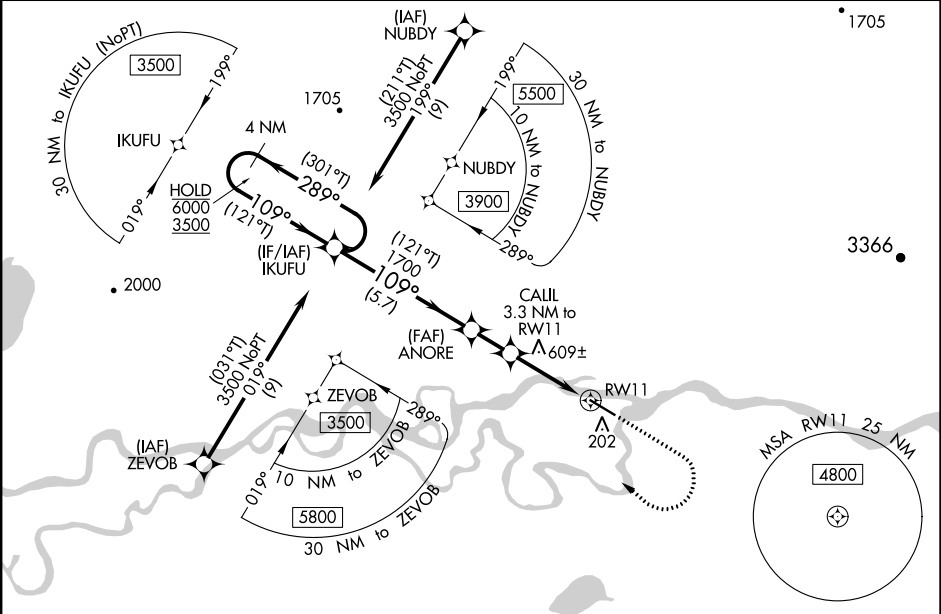 30 NM to IKUFU (NoPT)
3500
199°
IKUFU
019°
1705
4 NM
(301°T)
289°
HOLD
6000
3500
109°
(121°T)
(IF/IAF)
IKUFU
2000
(IAF)
NUBDY
(211°T)
3500 NoPT
199°
(9)
199°
5500
30 NM to NUBDY
10 NM to NUBDY
NUBDY
3900
289°
1705
3366
(121°T)
1700
109°
(5.7)
CALIL
3.3 NM to
RW11
609±
(FAF)
ANORE
RW11
202
(031°T)
3500 NoPT
019°
(9)
(IAF)
ZEVOB
ZEVOB
289°
3500
019°
10 NM to ZEVOB
5800
30 NM to ZEVOB
MSA RW11 25 NM
4800